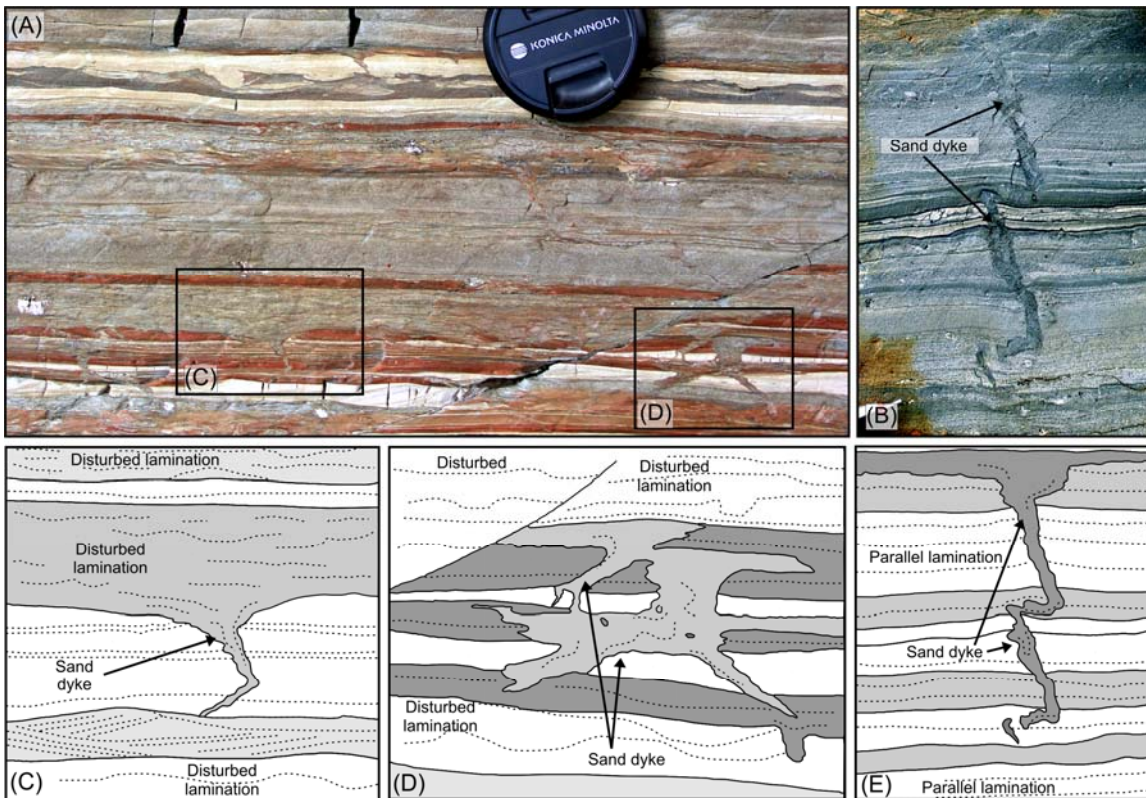 (A)
KONICA MINOLTA
(C)
(D)
Sand dyke
(B)
Disturbed lamination
Disturbed
lamination
Sand
dyke
Disturbed
lamination
(C)
Disturbed
Disturbed
lamination
Disturbed
lamination
Sand dyke
(D)
Parallel lamination
Sand dyke
Parallel lamination
(E)